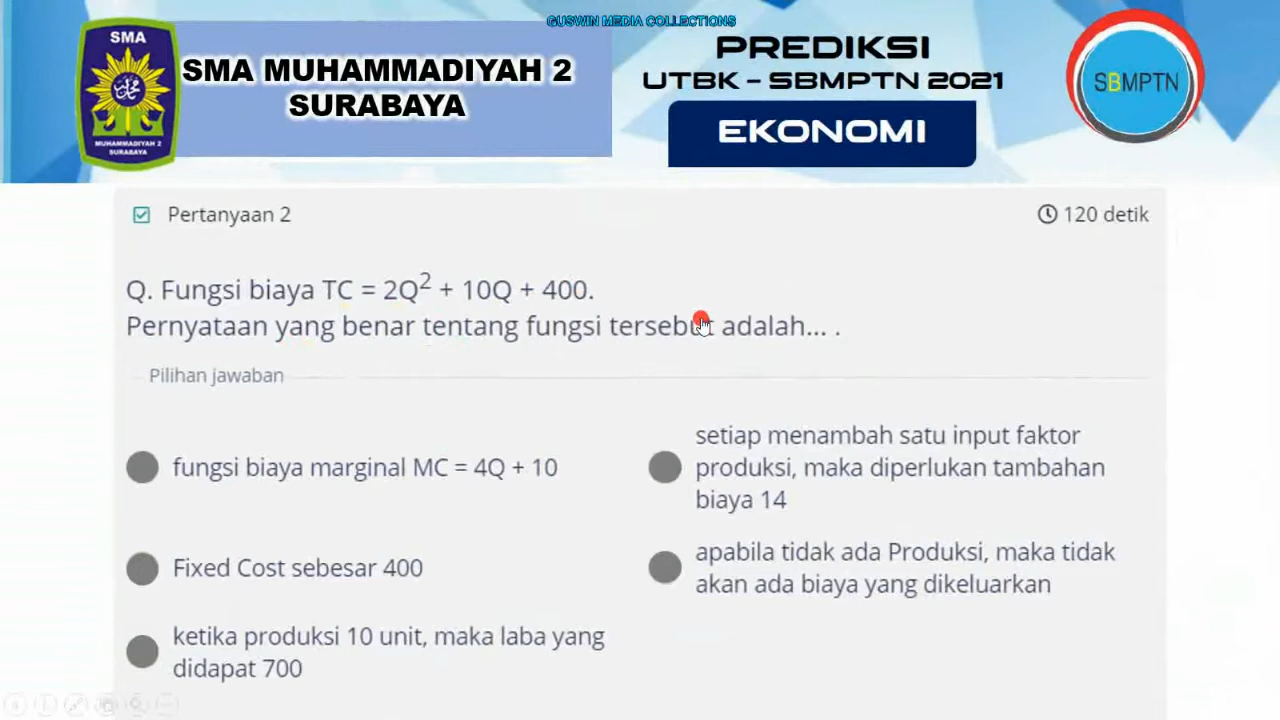 GUSWIN MEDIA COLLECTIONS
SMA
MUHAMMADIYAH 2
SURABAYA
SMA MUHAMMADIYAH 2
SURABAYA
PREDIKSI
UTBK – SBMPTN 2021
EKONOMI
SBMPTN
Pertanyaan 2
120 detik
Q. Fungsi biaya TC = 2Q² + 10Q + 400.
Pernyataan yang benar tentang fungsi tersebut adalah... .
Pilihan jawaban
fungsi biaya marginal MC = 4Q + 10
setiap menambah satu input faktor
produksi, maka diperlukan tambahan
biaya 14
Fixed Cost sebesar 400
apabila tidak ada Produksi, maka tidak
akan ada biaya yang dikeluarkan
ketika produksi 10 unit, maka laba yang
didapat 700